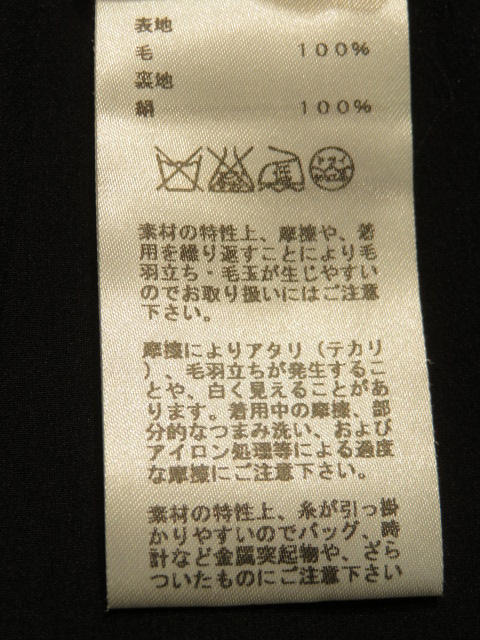 表地
毛 100%
裏地
絹 100%
低
ドライ
素材の特性上、摩擦や、着
用を繰り返すことにより毛
羽立ち・毛玉が生じやすい
のでお取り扱いにはご注意
下さい。
摩擦によりアタリ（テカリ
）、毛羽立ちが発生するこ
とや、白く見えることがあ
ります。着用中の摩擦、部
分的なつまみ洗い、および
アイロン処理等による過度
な摩擦にご注意下さい。
素材の特性上、糸が引っ掛
かりやすいのでバッグ、時
計など金属突起物や、ざら
ついたものにご注意下さい